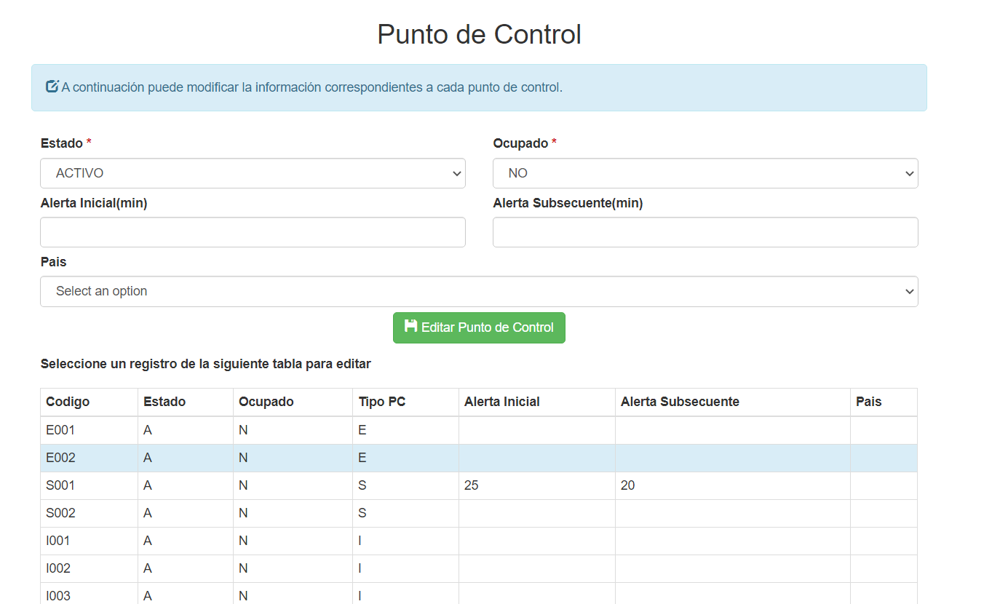 Punto de Control
A continuación puede modificar la información correspondientes a cada punto de control.
Estado * Ocupado *
ACTIVO NO
Alerta Inicial(min) Alerta Subsecuente(min)
Pais
Select an option
Editar Punto de Control
Seleccione un registro de la siguiente tabla para editar
Codigo Estado Ocupado Tipo PC Alerta Inicial Alerta Subsecuente Pais
E001 A N E
E002 A N E
S001 A N S 25 20
S002 A N S
I001 A N I
I002 A N I
I003 A N I